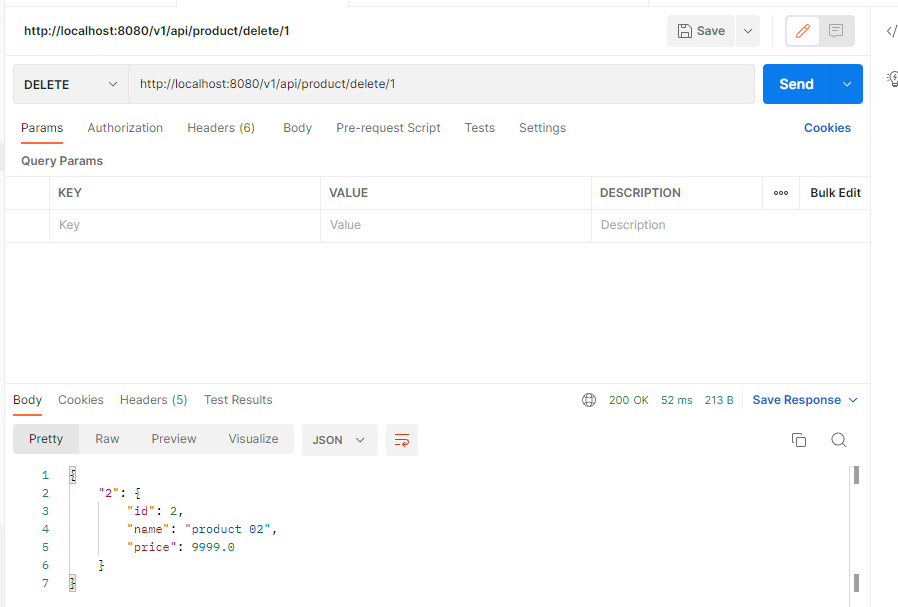 http://localhost:8080/v1/api/product/delete/1
Save
DELETE
http://localhost:8080/v1/api/product/delete/1
Send
Params Authorization Headers (6) Body Pre-request Script Tests Settings Cookies
Query Params
KEY VALUE DESCRIPTION ••• Bulk Edit
Key Value Description
Body Cookies Headers (5) Test Results 200 OK 52 ms 213 B Save Response
Pretty Raw Preview Visualize JSON
1 {
2 "2": {
3 "id": 2,
4 "name": "product 02",
5 "price": 9999.0
6 }
7 }